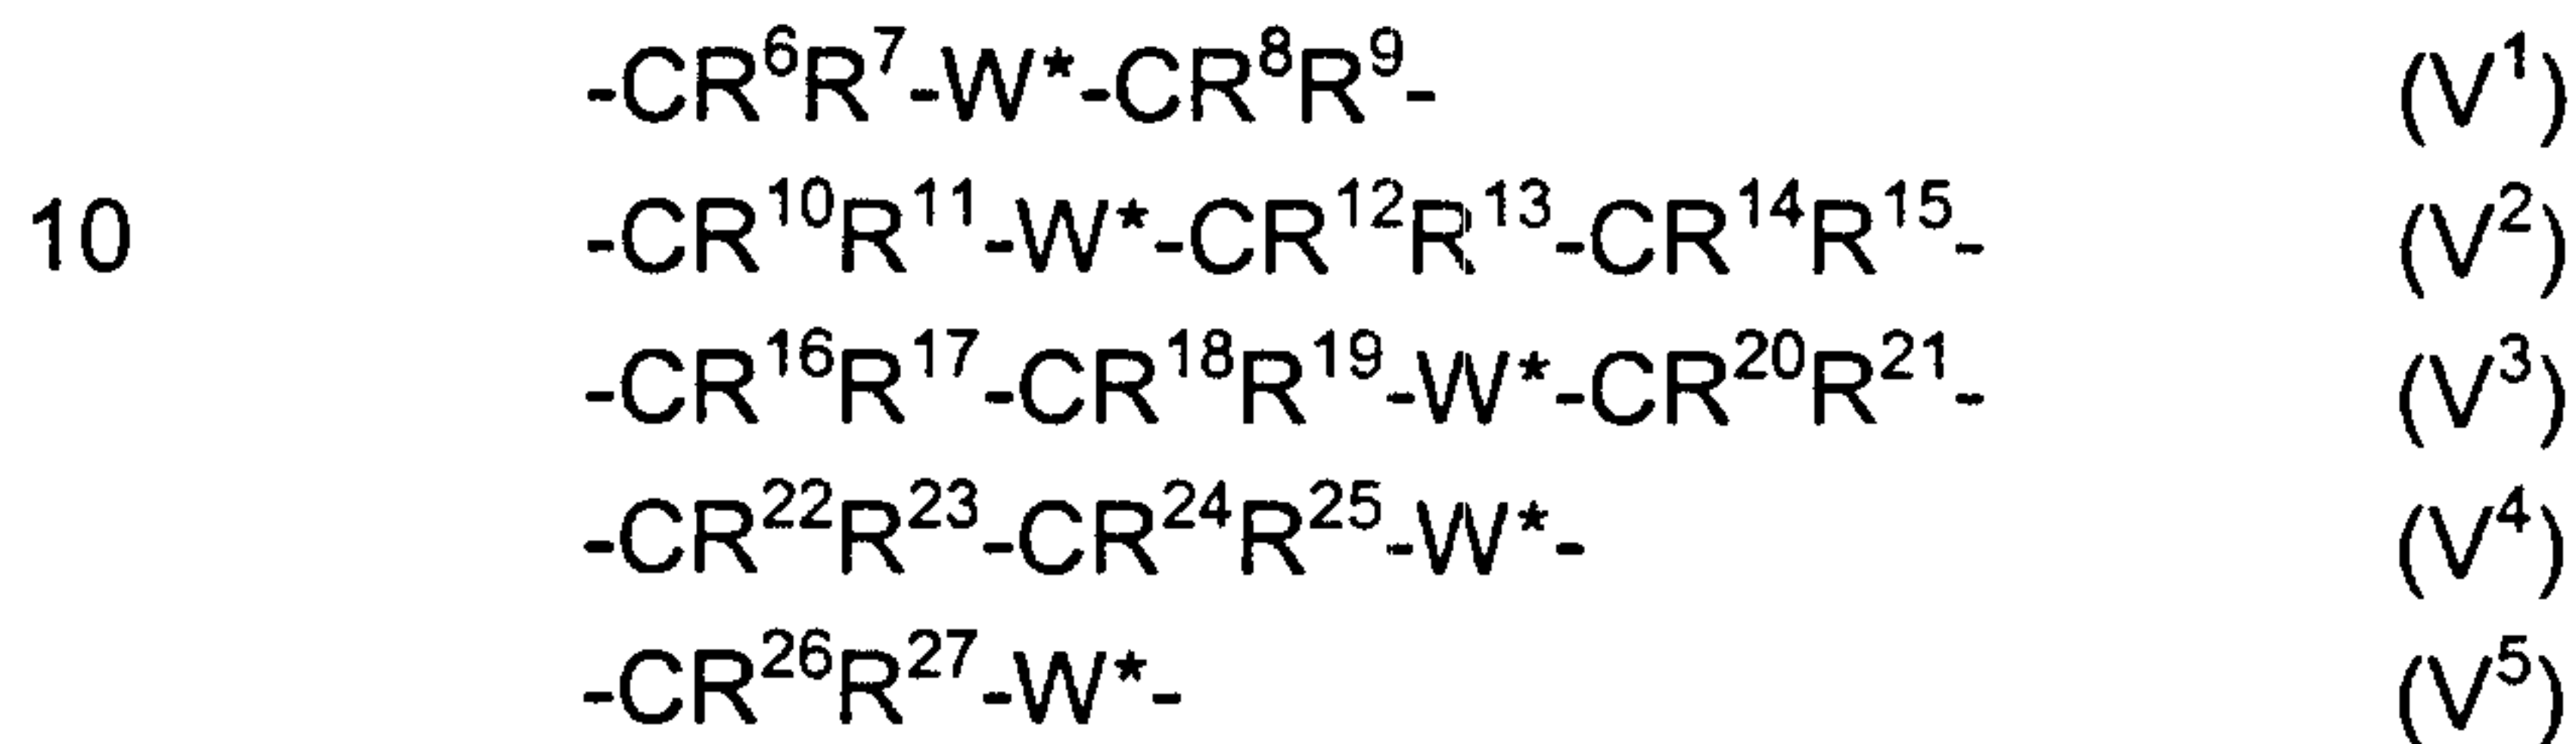 -CR⁶R⁷-W*-CR⁸R⁹- (V¹)
10 -CR¹⁰R¹¹-W*-CR¹²R¹³-CR¹⁴R¹⁵- (V²)
-CR¹⁶R¹⁷-CR¹⁸R¹⁹-W*-CR²⁰R²¹- (V³)
-CR²²R²³-CR²⁴R²⁵-W*- (V⁴)
-CR²⁶R²⁷-W*- (V⁵)